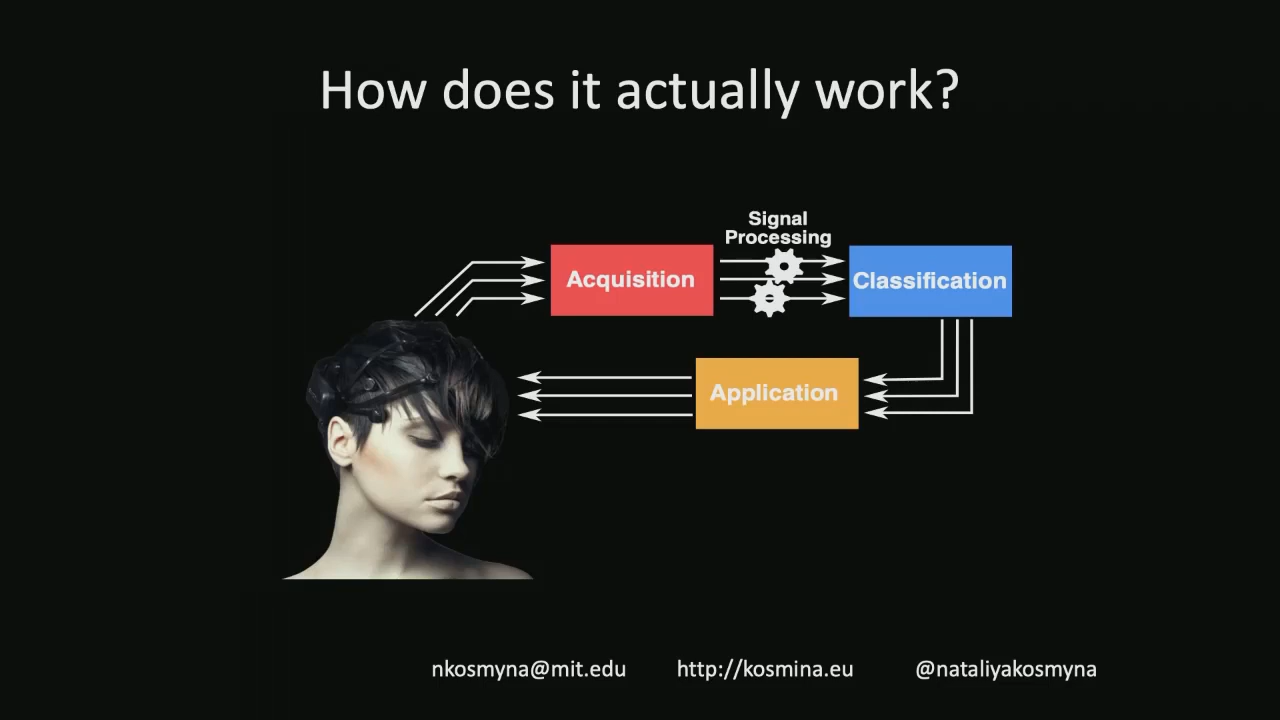 How does it actually work?
Signal
Processing
Acquisition
Classification
Application
nkosmyna@mit.edu http://kosmina.eu @nataliyakosmyna